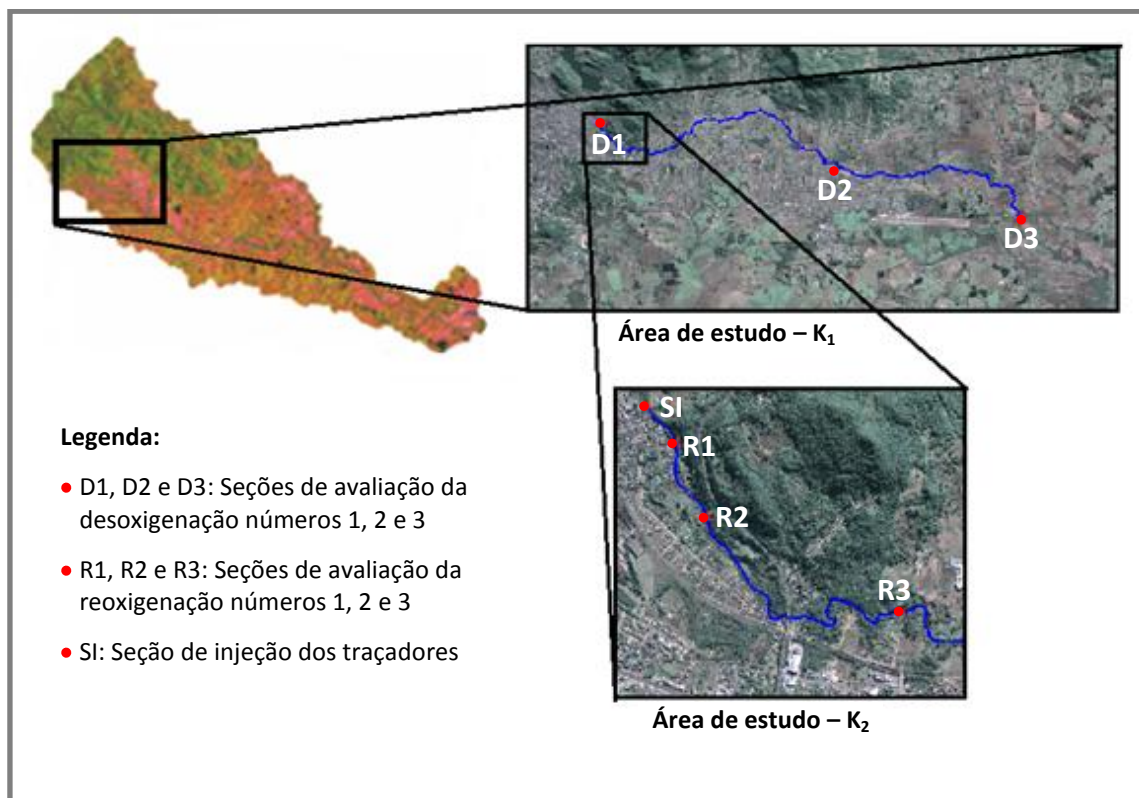 D1
D2
D3
Área de estudo – K₁
SI
R1
R2
R3
Área de estudo – K₂
Legenda:
• D1, D2 e D3: Seções de avaliação da
desoxigenação números 1, 2 e 3
• R1, R2 e R3: Seções de avaliação da
reoxigenação números 1, 2 e 3
• SI: Seção de injeção dos traçadores